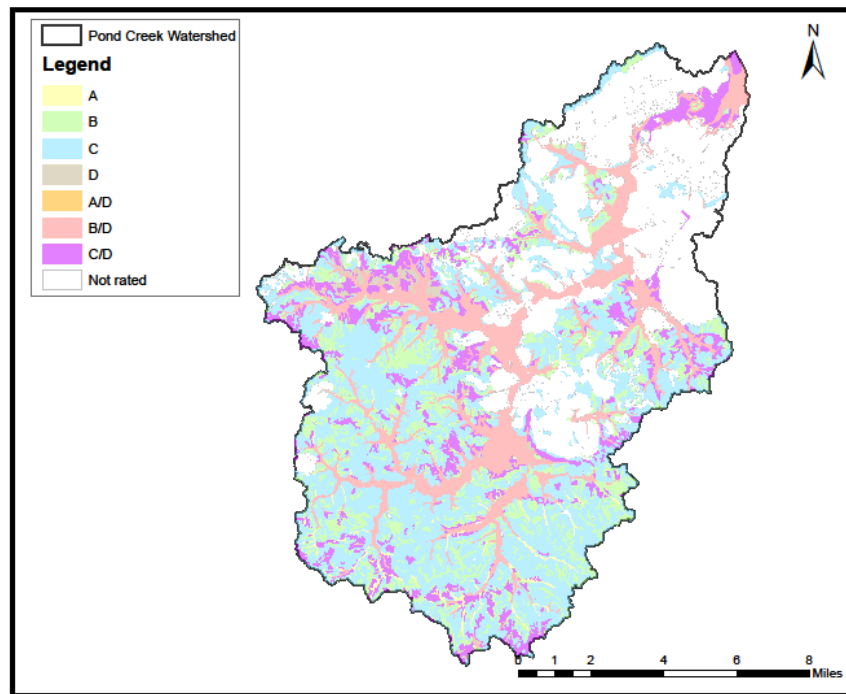 Pond Creek Watershed
Legend
A
B
C
D
A/D
B/D
C/D
Not rated
N
0 1 2 4 6 8
Miles